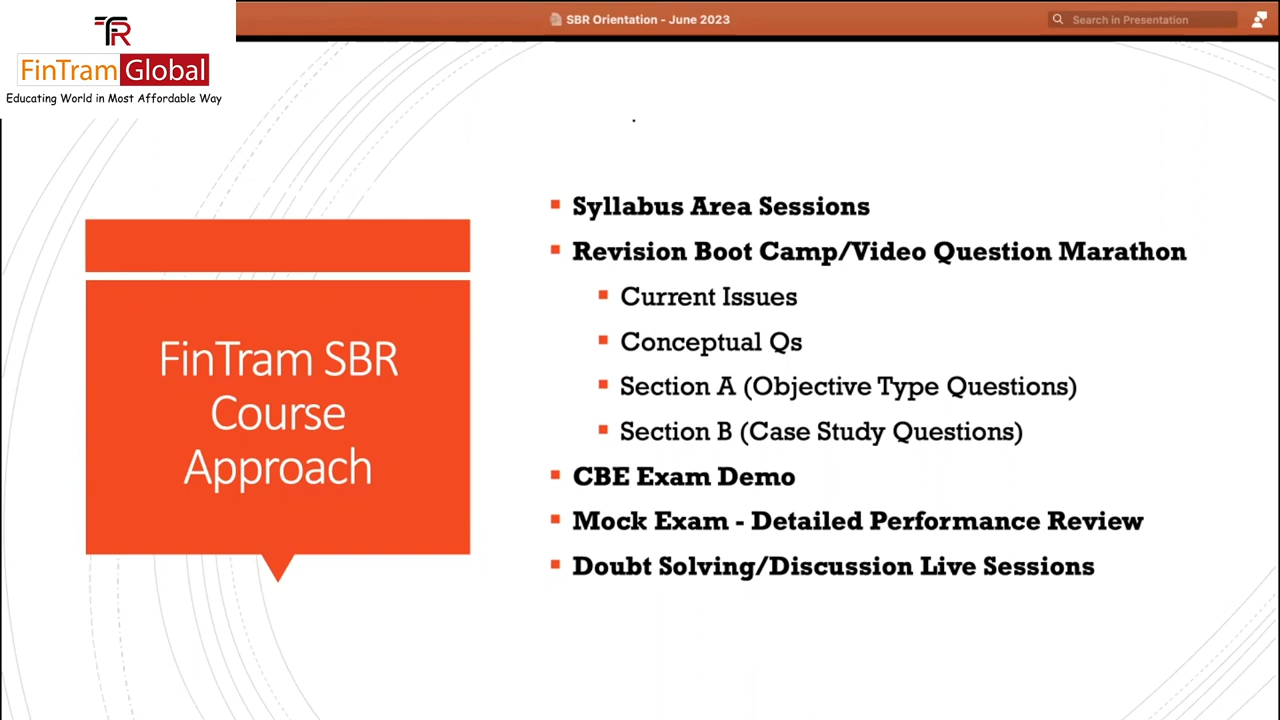 TR
FinTram Global
Educating World in Most Affordable Way
SBR Orientation - June 2023
Search in Presentation
FinTram SBR
Course
Approach
Syllabus Area Sessions
Revision Boot Camp/Video Question Marathon
Current Issues
Conceptual Qs
Section A (Objective Type Questions)
Section B (Case Study Questions)
CBE Exam Demo
Mock Exam - Detailed Performance Review
Doubt Solving/Discussion Live Sessions